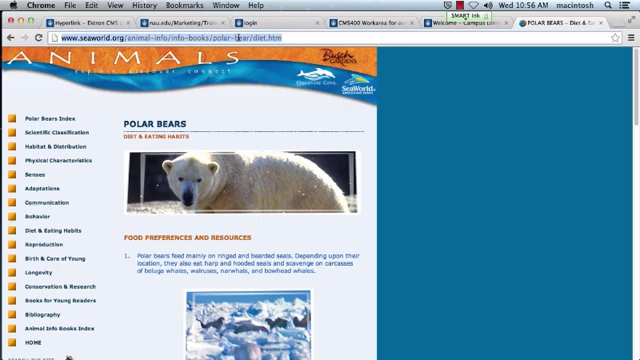 Chrome File Edit View History Bookmarks Window Help
Wed 10:56 AM macintosh
SMART Ink
Hyperlink - Ektron CMS
nau.edu/Marketing/Train
login
CMS400 Workarea for
Welcome - Campus Dire
POLAR BEARS - Diet & Ea
www.seaworld.org/animal-info/info-books/polar-bear/diet.htm
ANIMALS
explore discover connect
Busch GARDENS
DISCOVERY COVE
SeaWorld
Polar Bears Index
Scientific Classification
Habitat & Distribution
Physical Characteristics
Senses
Adaptations
Communication
Behavior
Diet & Eating Habits
Reproduction
Birth & Care of Young
Longevity
Conservation & Research
Books for Young Readers
Bibliography
Animal Info Books Index
HOME
POLAR BEARS
DIET & EATING HABITS
FOOD PREFERENCES AND RESOURCES
1. Polar bears feed mainly on ringed and bearded seals. Depending upon their
location, they also eat harp and hooded seals and scavenge on carcasses
of beluga whales, walruses, narwhals, and bowhead whales.